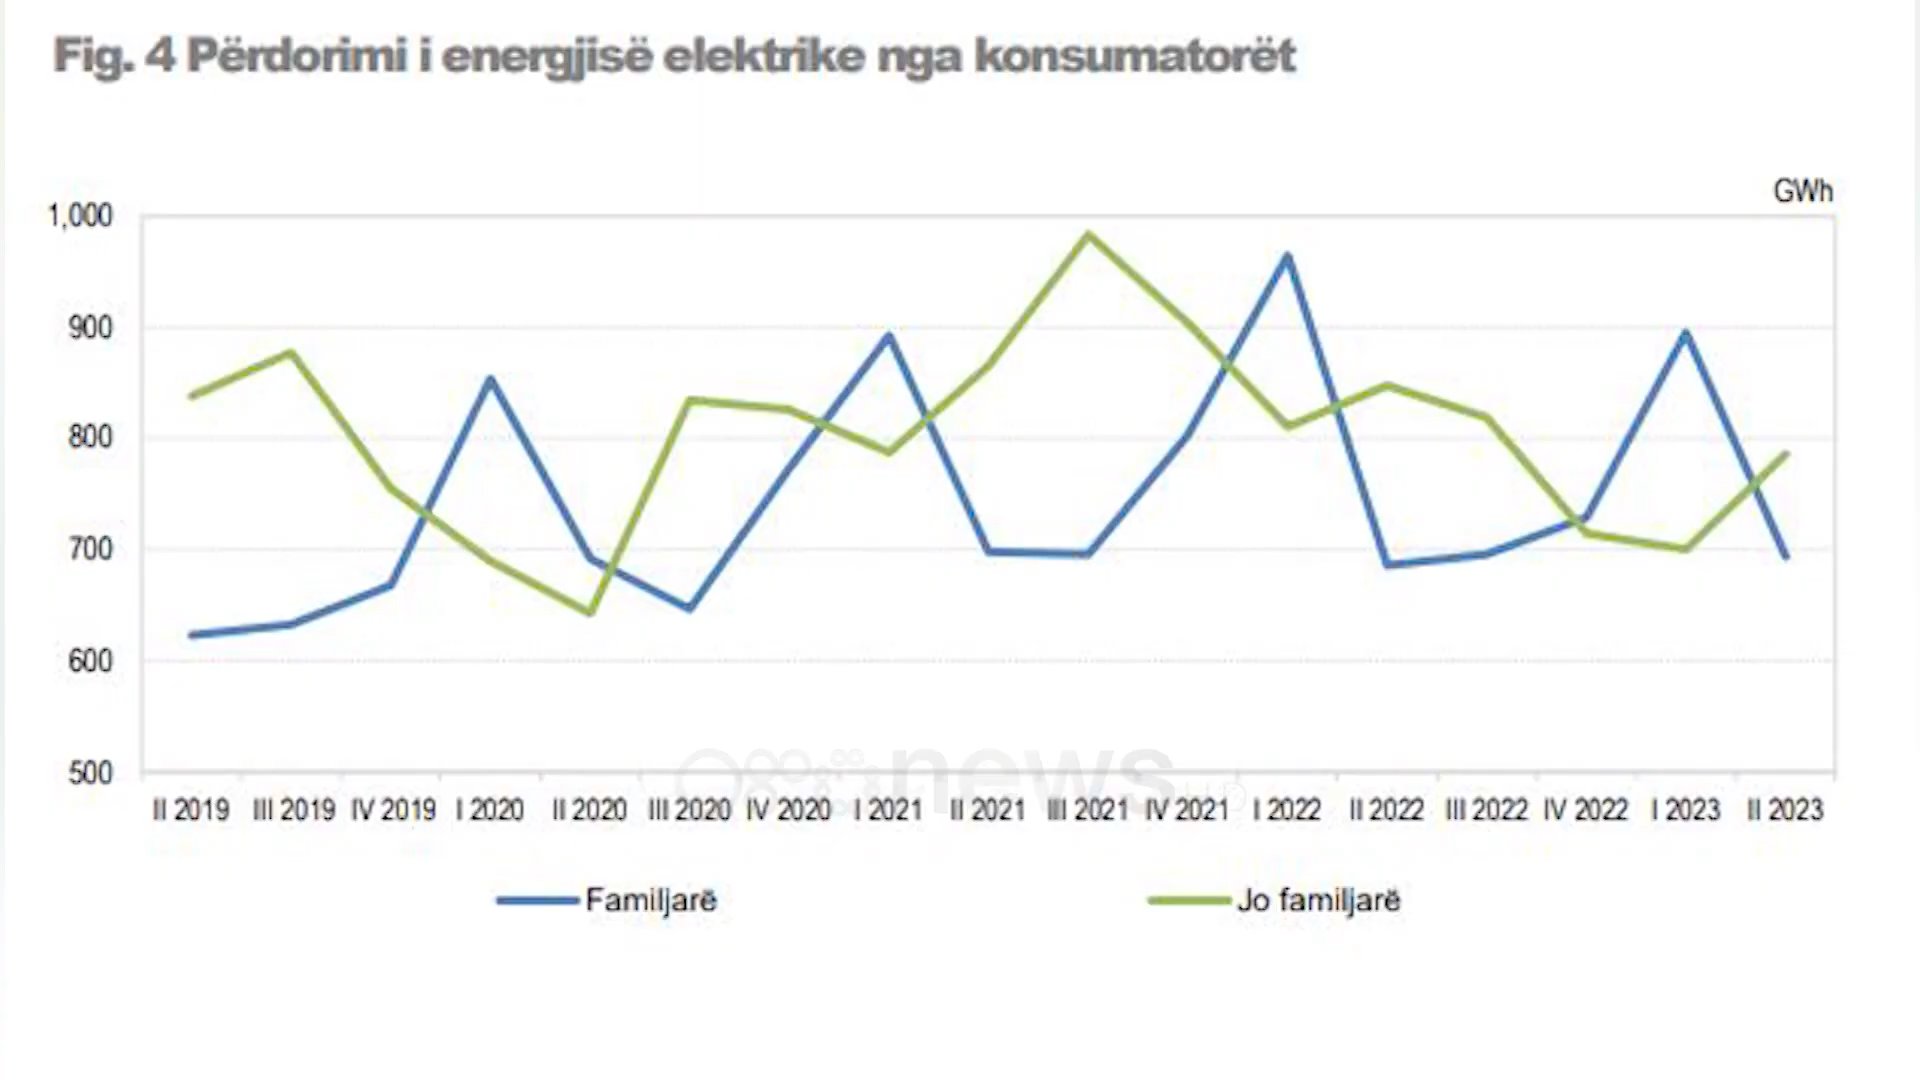 Fig. 4 Përdorimi i energjisë elektrike nga konsumatorët
GWh
1,000
900
800
700
600
500
II 2019 III 2019 IV 2019 I 2020 II 2020 III 2020 IV 2020 I 2021 II 2021 III 2021 IV 2021 I 2022 II 2022 III 2022 IV 2022 I 2023 II 2023
news
Familjarë Jo familjarë